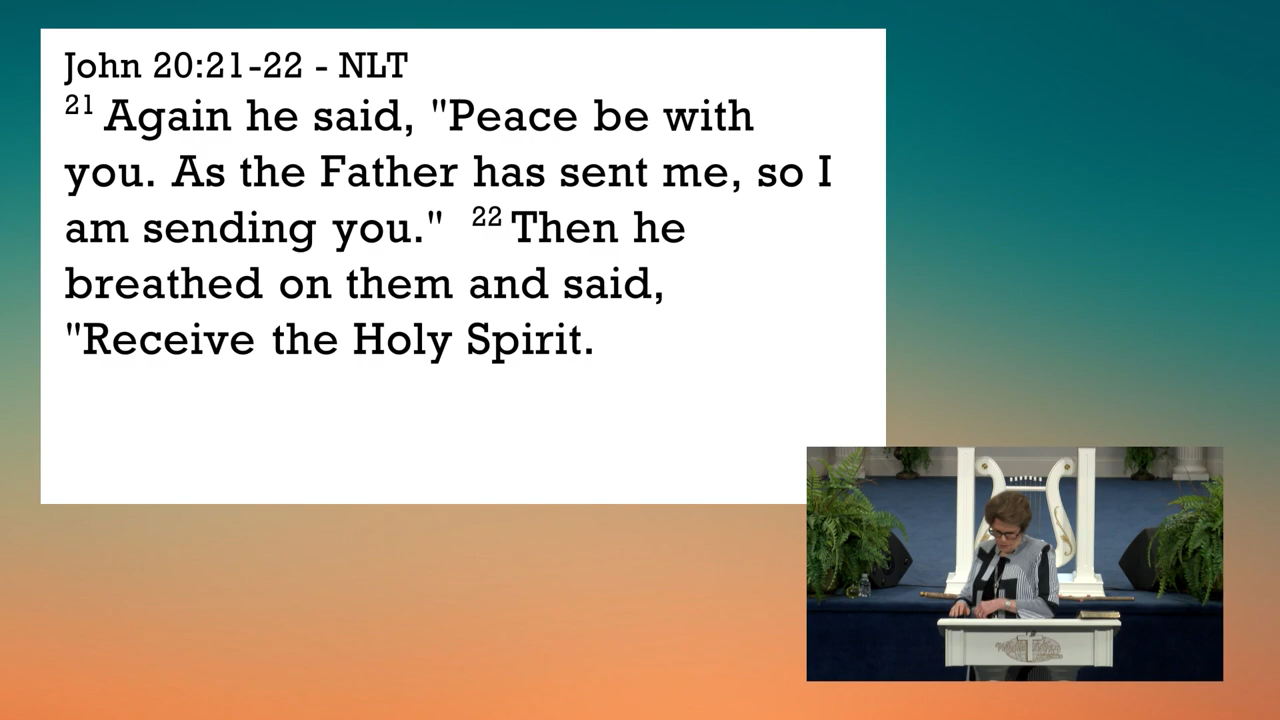 John 20:21-22 - NLT
21 Again he said, "Peace be with
you. As the Father has sent me, so I
am sending you." 22 Then he
breathed on them and said,
"Receive the Holy Spirit.